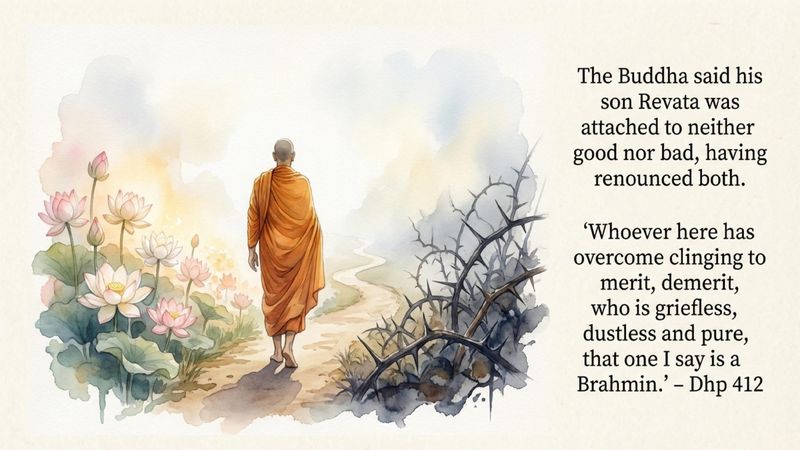 The Buddha said his
son Revata was
attached to neither
good nor bad, having
renounced both.
‘Whoever here has
overcome clinging to
merit, demerit,
who is griefless,
dustless and pure,
that one I say is a
Brahmin.’ – Dhp 412